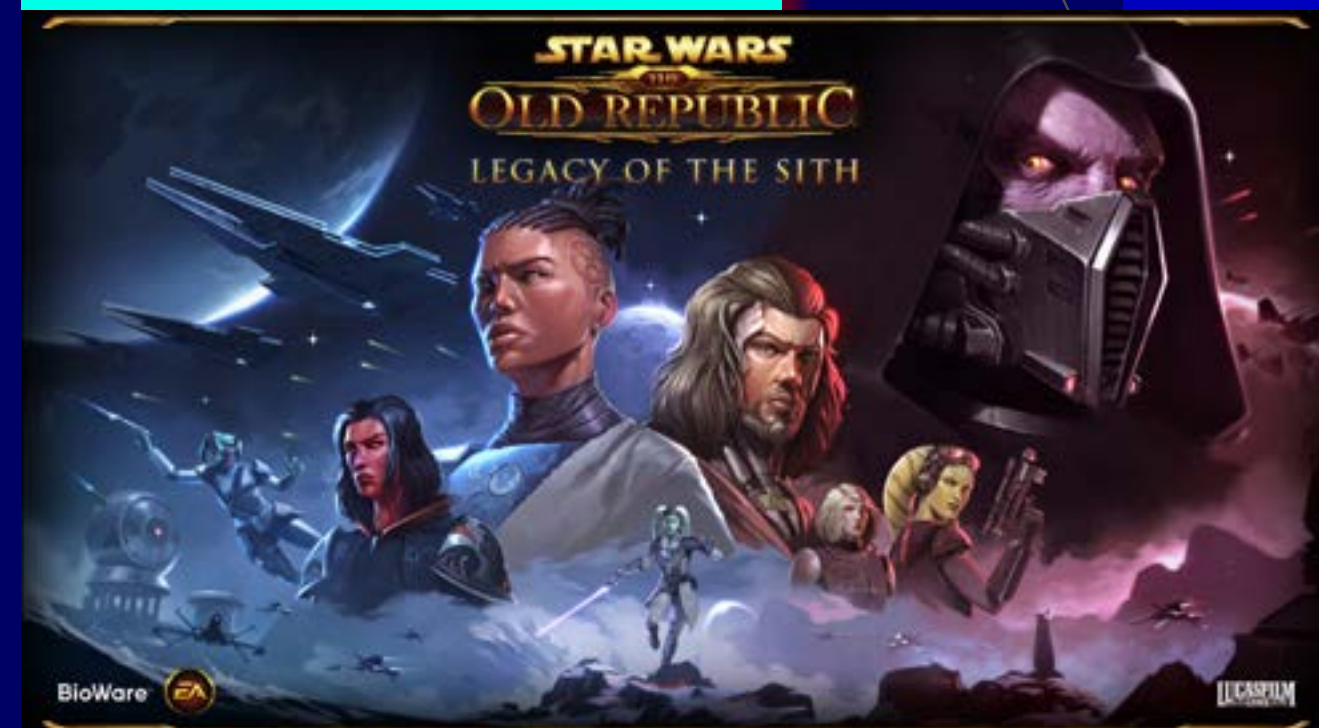 STAR WARS
THE
OLD REPUBLIC
LEGACY OF THE SITH
BioWare
EA
LUCASFILM